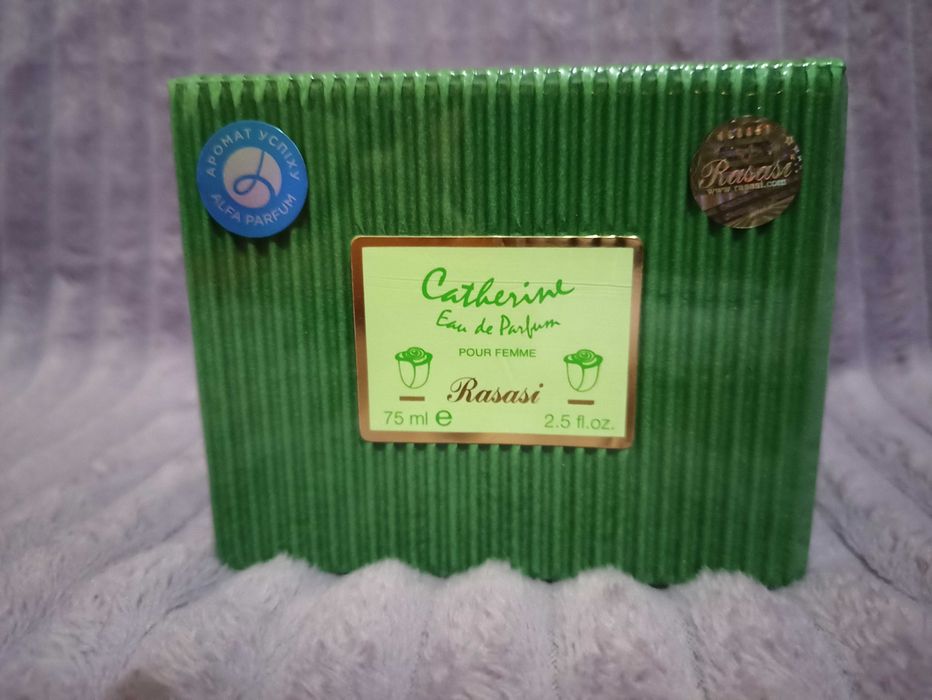 АРОМАТ УСПІХУ
ALFA PARFUM
Rasasi
www.rasasi.com
Catherine
Eau de Parfum
POUR FEMME
Rasasi
75 ml e
2.5 fl.oz.